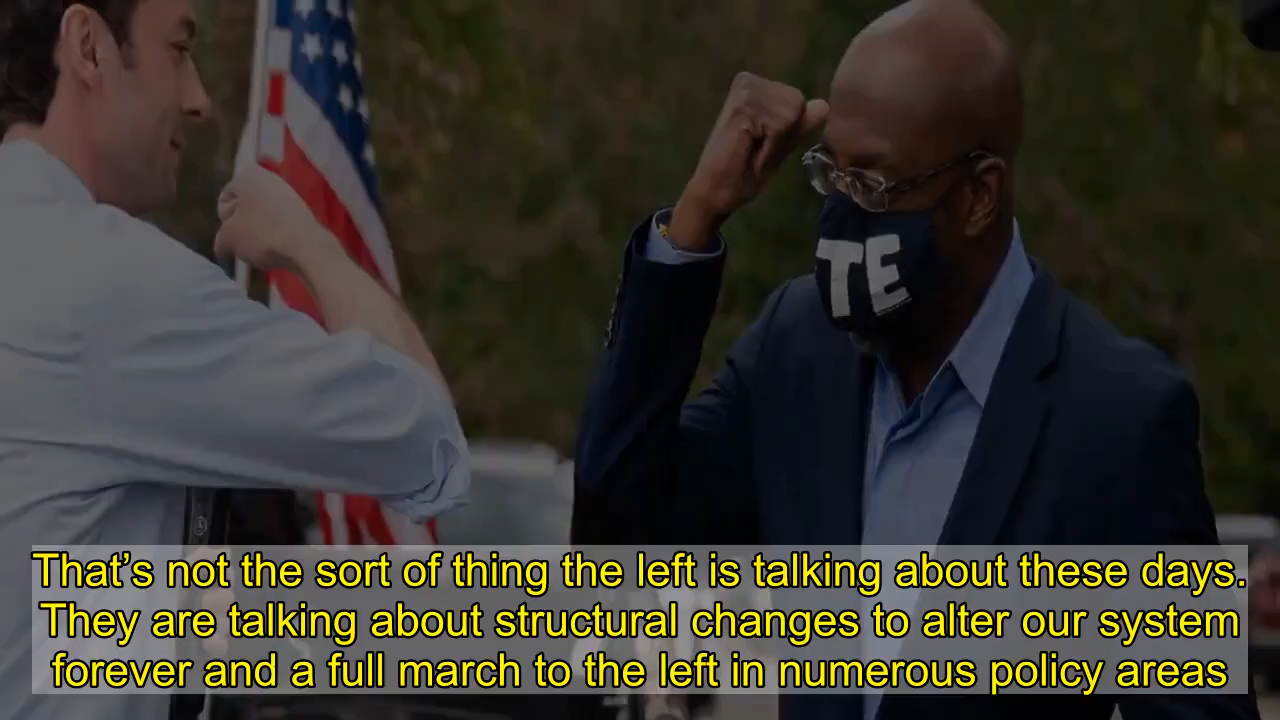 TE
That’s not the sort of thing the left is talking about these days.
They are talking about structural changes to alter our system
forever and a full march to the left in numerous policy areas